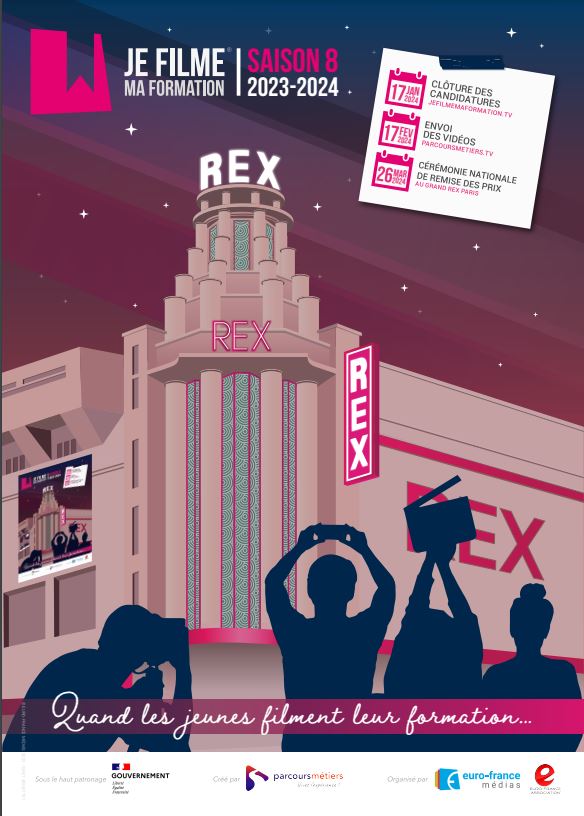 JE FILME®
MA FORMATION
SAISON 8
2023-2024
17 JAN 2024
CLÔTURE DES
CANDIDATURES
JEFILMEMAFORMATION.TV
17 FEV 2024
ENVOI
DES VIDÉOS
PARCOURSMETIERS.TV
26 MAR 2024
CÉRÉMONIE NATIONALE
DE REMISE DES PRIX
AU GRAND REX PARIS
REX
REX
REX
REX
Quand les jeunes filment leur formation...
Sous le haut patronage
GOUVERNEMENT
Liberté
Égalité
Fraternité
Créé par
parcoursmétiers
Organisé par
euro-france
médias
EURO-FRANCE
ASSOCIATION